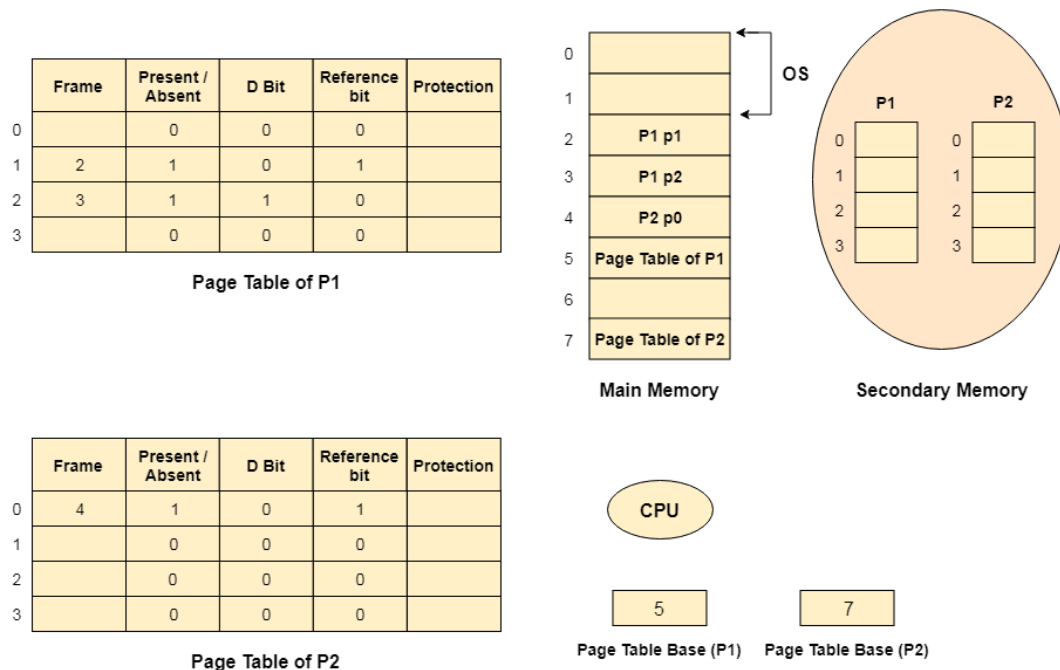 Frame Present / Absent D Bit Reference bit Protection
0 0 0 0
1 2 1 0 1
2 3 1 1 0
3 0 0 0
Page Table of P1
0
1
OS
2 P1 p1
3 P1 p2
4 P2 p0
5 Page Table of P1
6
7 Page Table of P2
Main Memory
P1 P2
0 0
1 1
2 2
3 3
Secondary Memory
Frame Present / Absent D Bit Reference bit Protection
0 4 1 0 1
1 0 0 0
2 0 0 0
3 0 0 0
Page Table of P2
CPU
5 7
Page Table Base (P1) Page Table Base (P2)